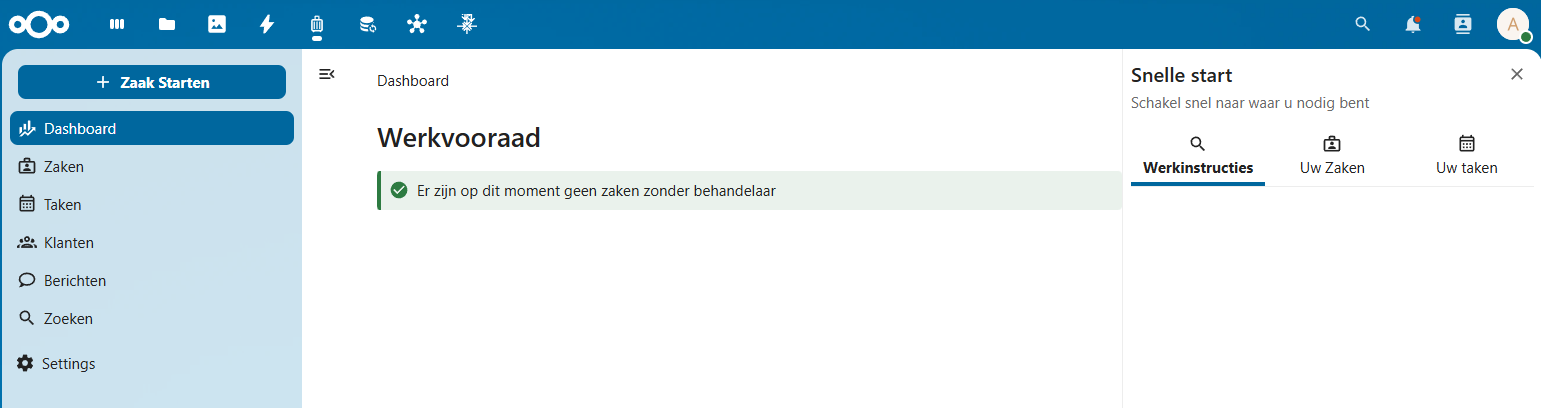 A
Zaak Starten
Dashboard
Zaken
Taken
Klanten
Berichten
Zoeken
Settings
Dashboard
Werkvooraad
Er zijn op dit moment geen zaken zonder behandelaar
Snelle start
Schakel snel naar waar u nodig bent
Werkinstructies
Uw Zaken
Uw taken